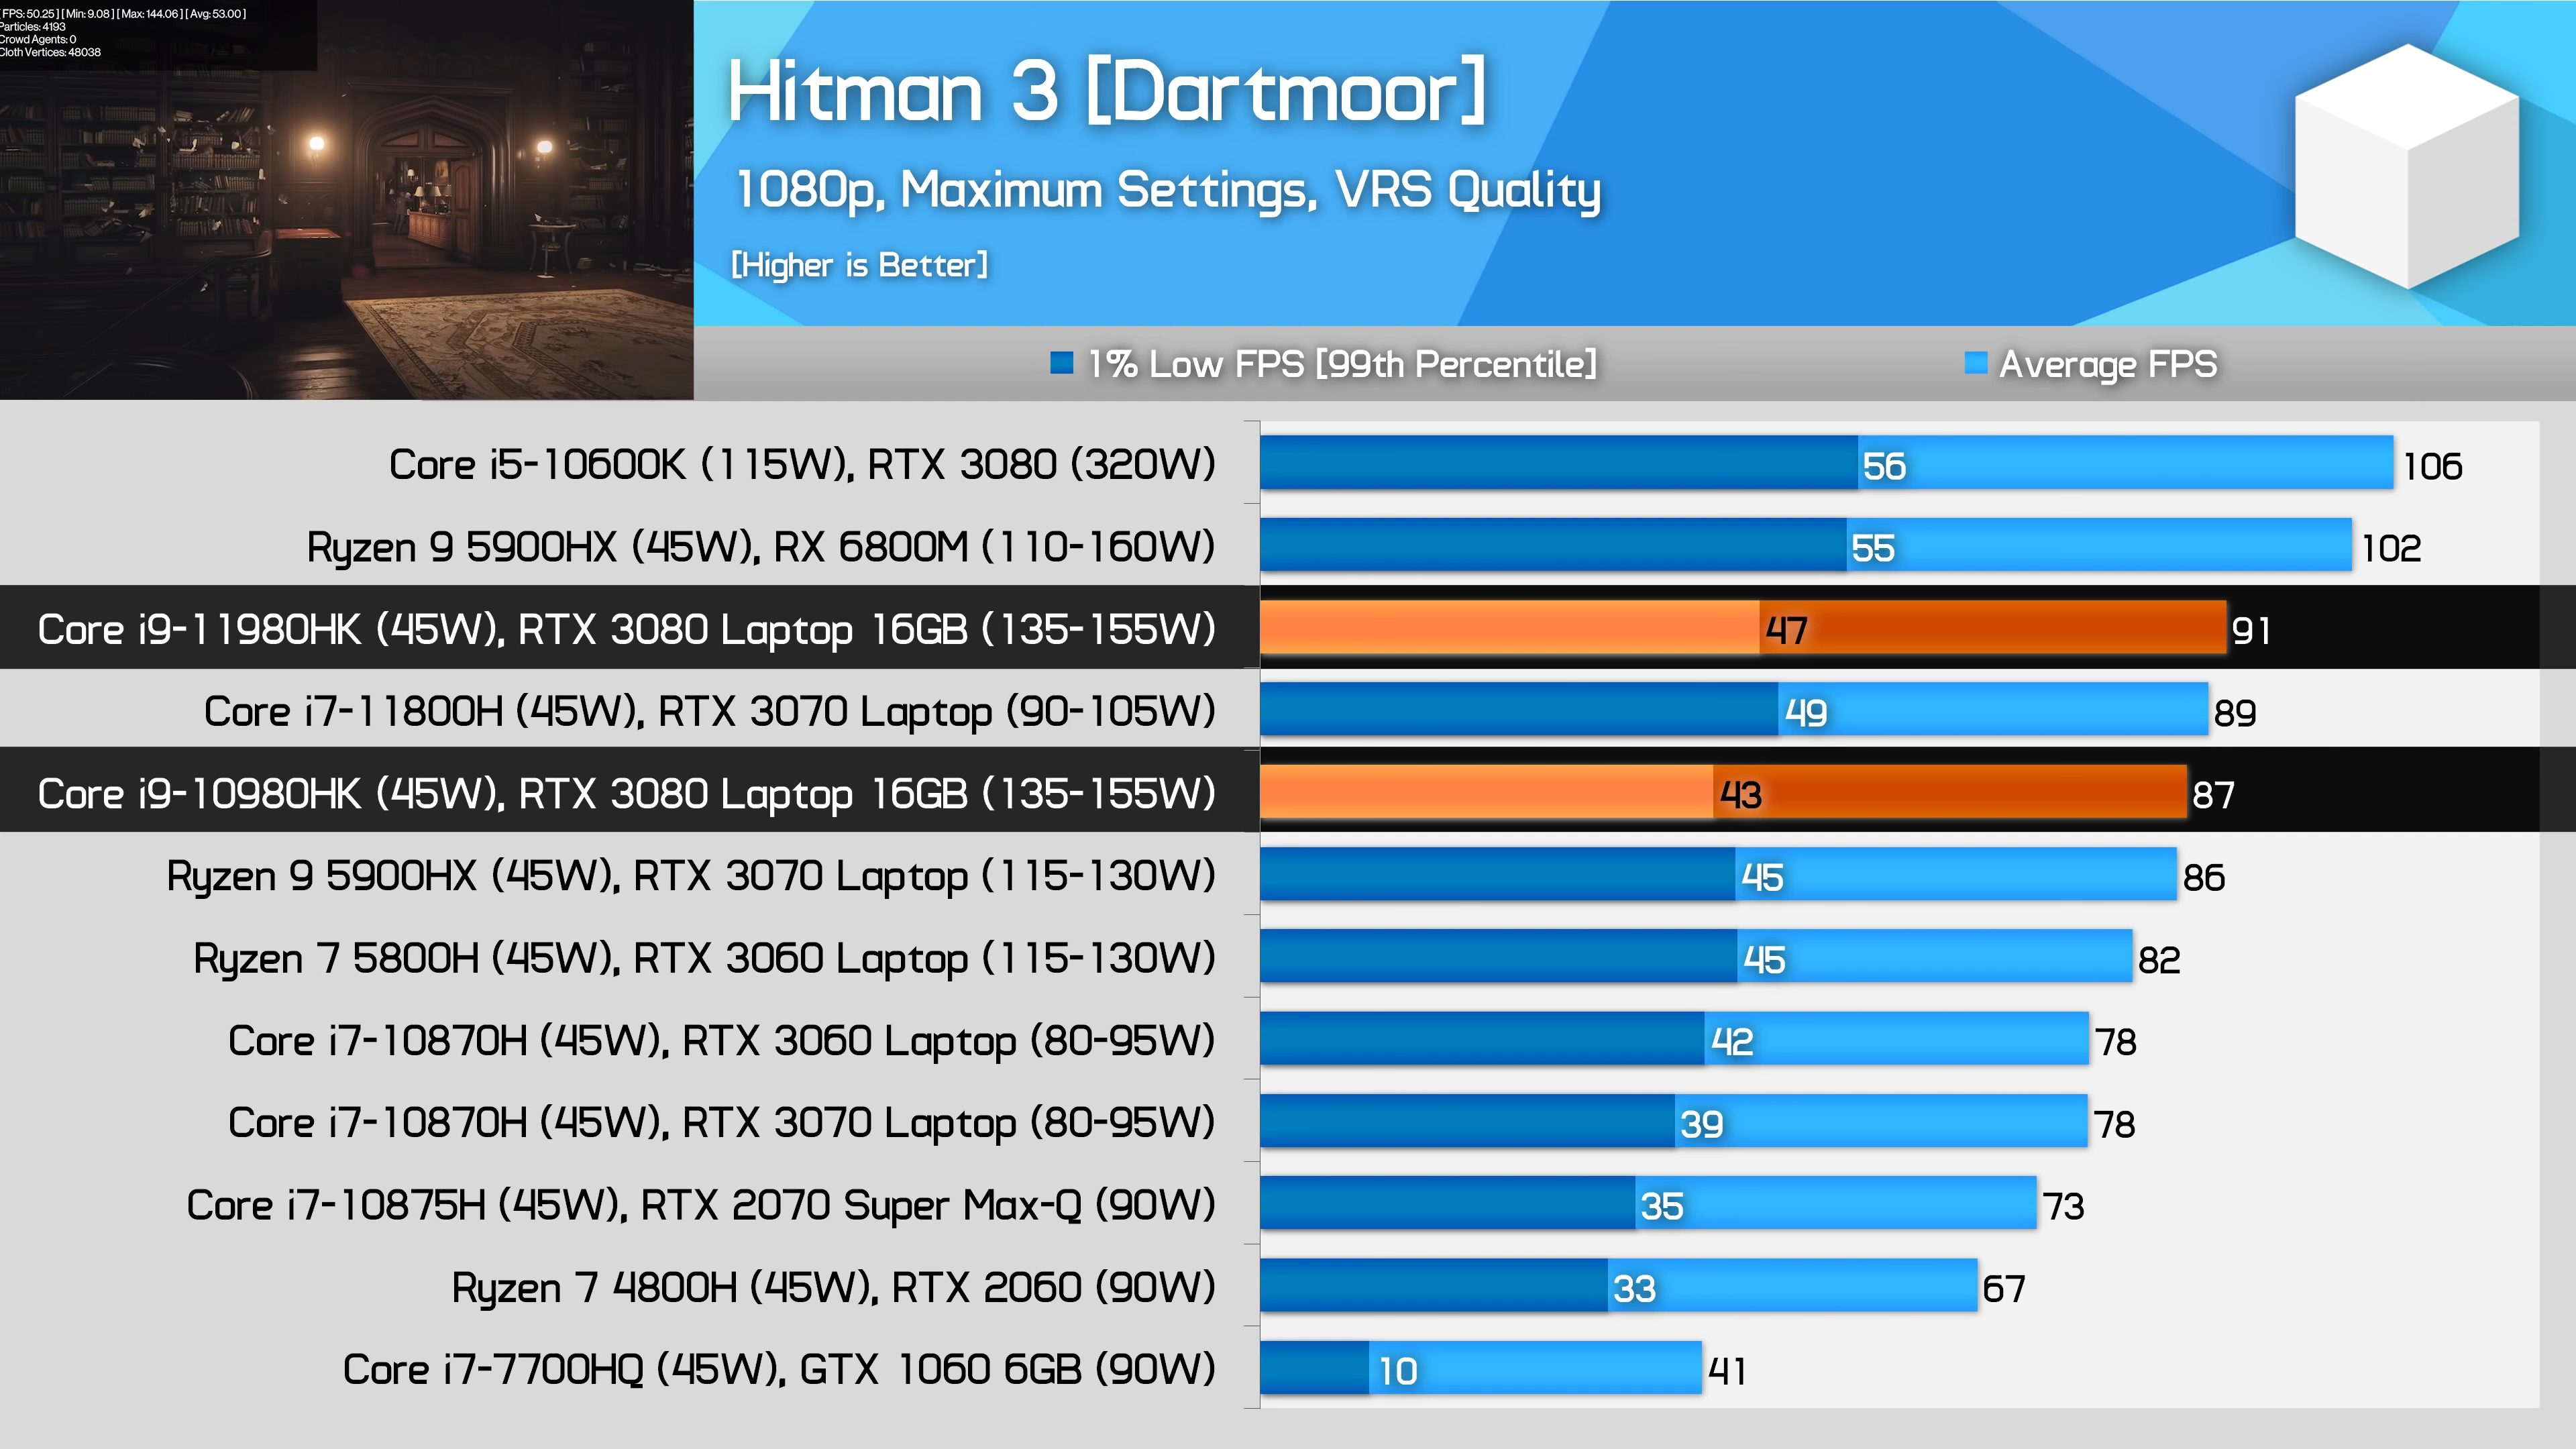 FPS: 50.25] [ Min: 9.08 ] [ Max: 144.06 ] [ Avg: 53.00 ]
Particles: 4193
Crowd Agents: 0
Cloth Vertices: 48038
Hitman 3 [Dartmoor]
1080p, Maximum Settings, VRS Quality
[Higher is Better]
1% Low FPS [99th Percentile] Average FPS
Core i5-10600K (115W), RTX 3080 (320W) 56 106
Ryzen 9 5900HX (45W), RX 6800M (110-160W) 55 102
Core i9-11980HK (45W), RTX 3080 Laptop 16GB (135-155W) 47 91
Core i7-11800H (45W), RTX 3070 Laptop (90-105W) 49 89
Core i9-10980HK (45W), RTX 3080 Laptop 16GB (135-155W) 43 87
Ryzen 9 5900HX (45W), RTX 3070 Laptop (115-130W) 45 86
Ryzen 7 5800H (45W), RTX 3060 Laptop (115-130W) 45 82
Core i7-10870H (45W), RTX 3060 Laptop (80-95W) 42 78
Core i7-10870H (45W), RTX 3070 Laptop (80-95W) 39 78
Core i7-10875H (45W), RTX 2070 Super Max-Q (90W) 35 73
Ryzen 7 4800H (45W), RTX 2060 (90W) 33 67
Core i7-7700HQ (45W), GTX 1060 6GB (90W) 10 41